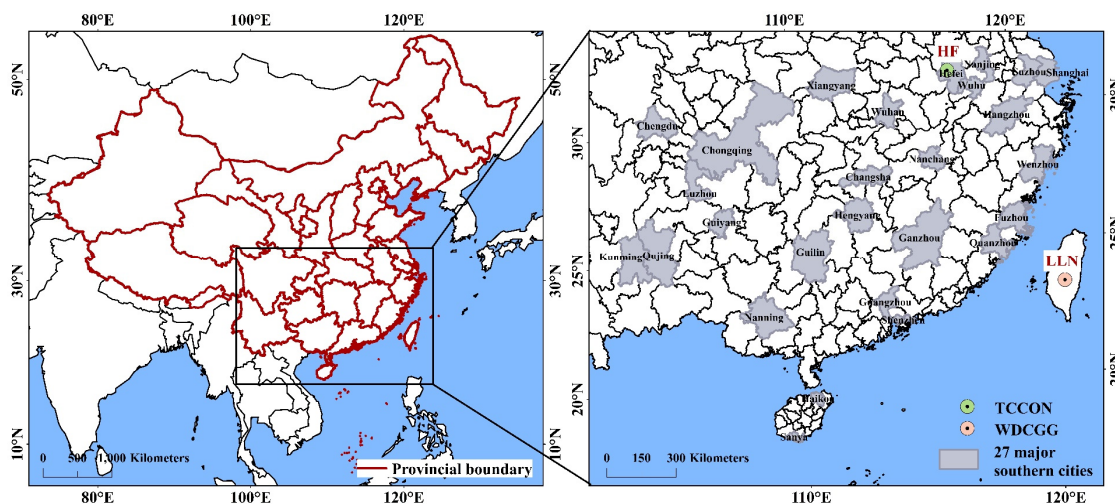 80°E
100°E
120°E
110°E
120°E
50°N
30°N
10°N
50°N
30°N
10°N
0 500 1,000 Kilometers
Provincial boundary
80°E
100°E
120°E
HF
Nanjing
Hefei
Suzhou
Shanghai
Xiangyang
Wuhu
Wuhan
Hangzhou
Chengdu
Chongqing
Nanchang
Wenzhou
Changsha
Luzhou
Guiyang
Hengyang
Fuzhou
Ganzhou
Quanzhou
Guilin
Kunming
Qujing
LLN
Guangzhou
Shenzhen
Nanning
Haikou
Sanya
30°N
25°N
20°N
30°N
25°N
20°N
TCCON
WDCGG
27 major
southern cities
0 150 300 Kilometers
110°E
120°E